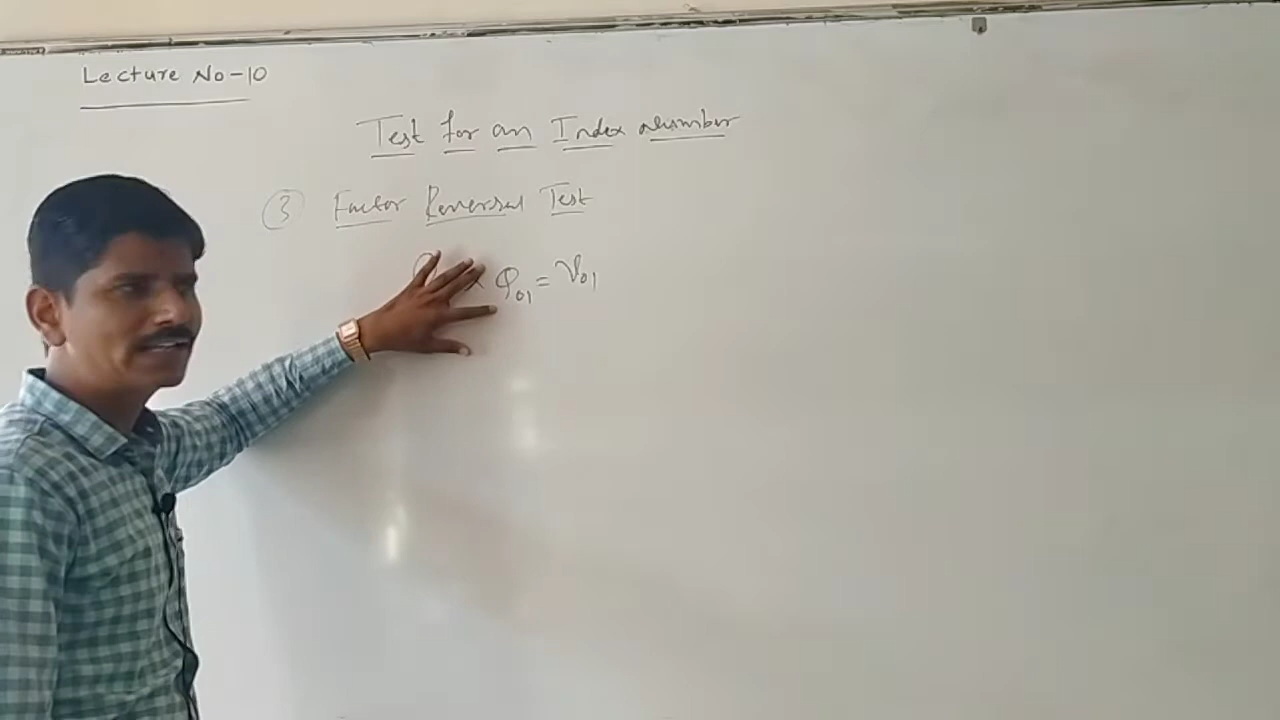 Lecture No-10
Test for an Index Number
③ Factor Reversal Test
× Q₀₁ = V₀₁